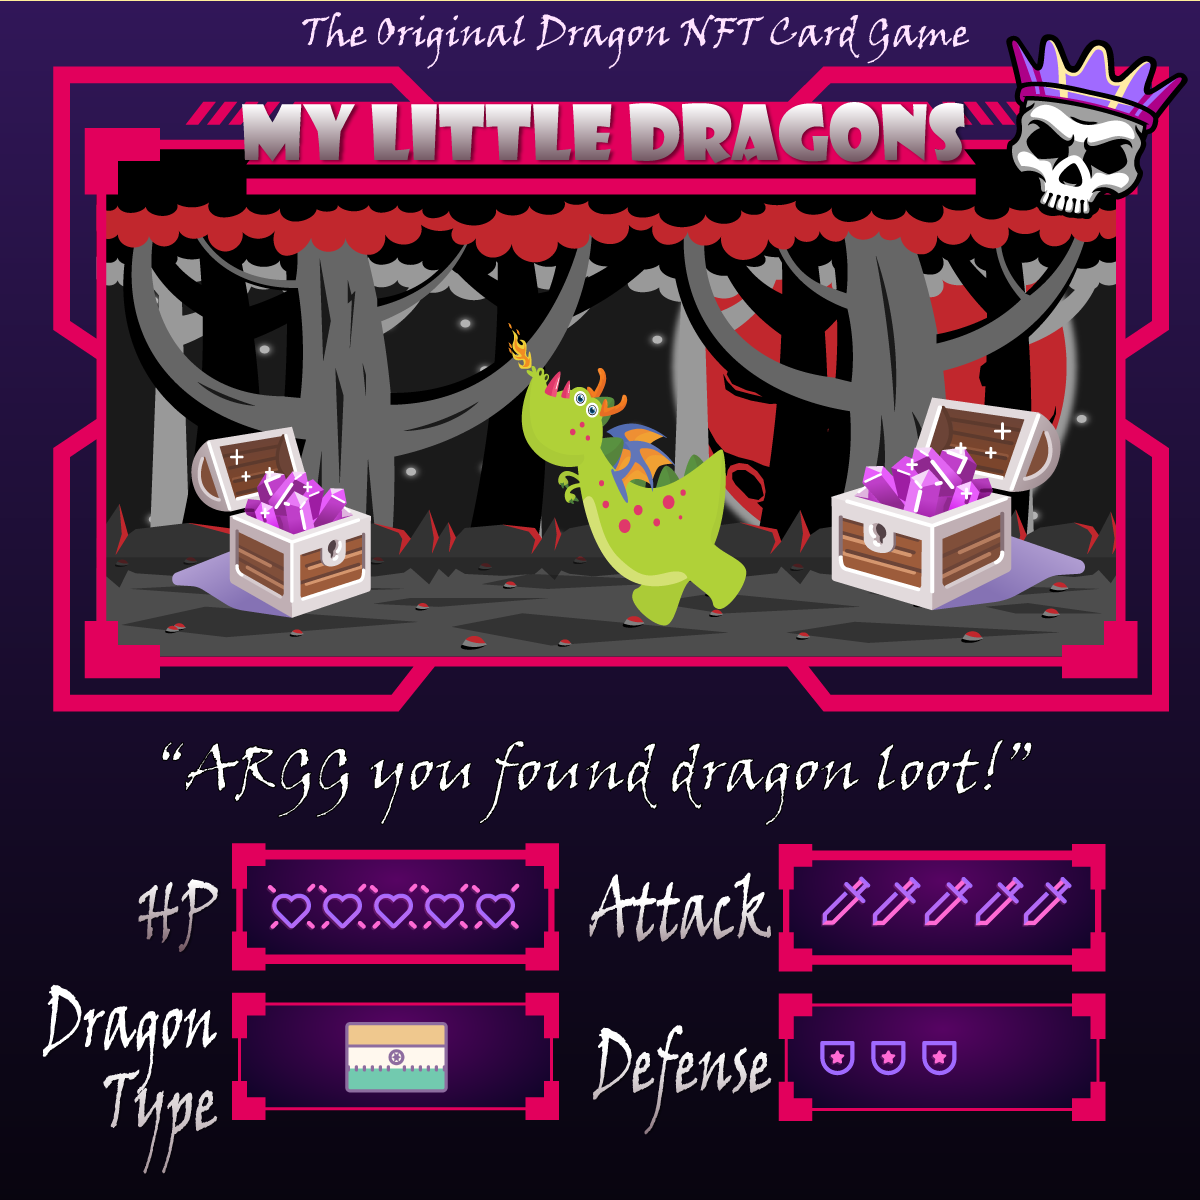 The Original Dragon NFT Card Game
MY LITTLE DRAGONS
“ARGG you found dragon loot!”
HP
Attack
Dragon
Type
Defense